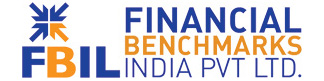 FBIL
FINANCIAL
BENCHMARKS
INDIA PVT LTD.